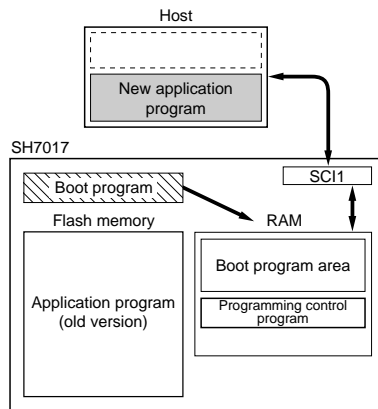 Host
New application
program
SH7017
SCI1
Boot program
Flash memory
RAM
Application program
(old version)
Boot program area
Programming control
program